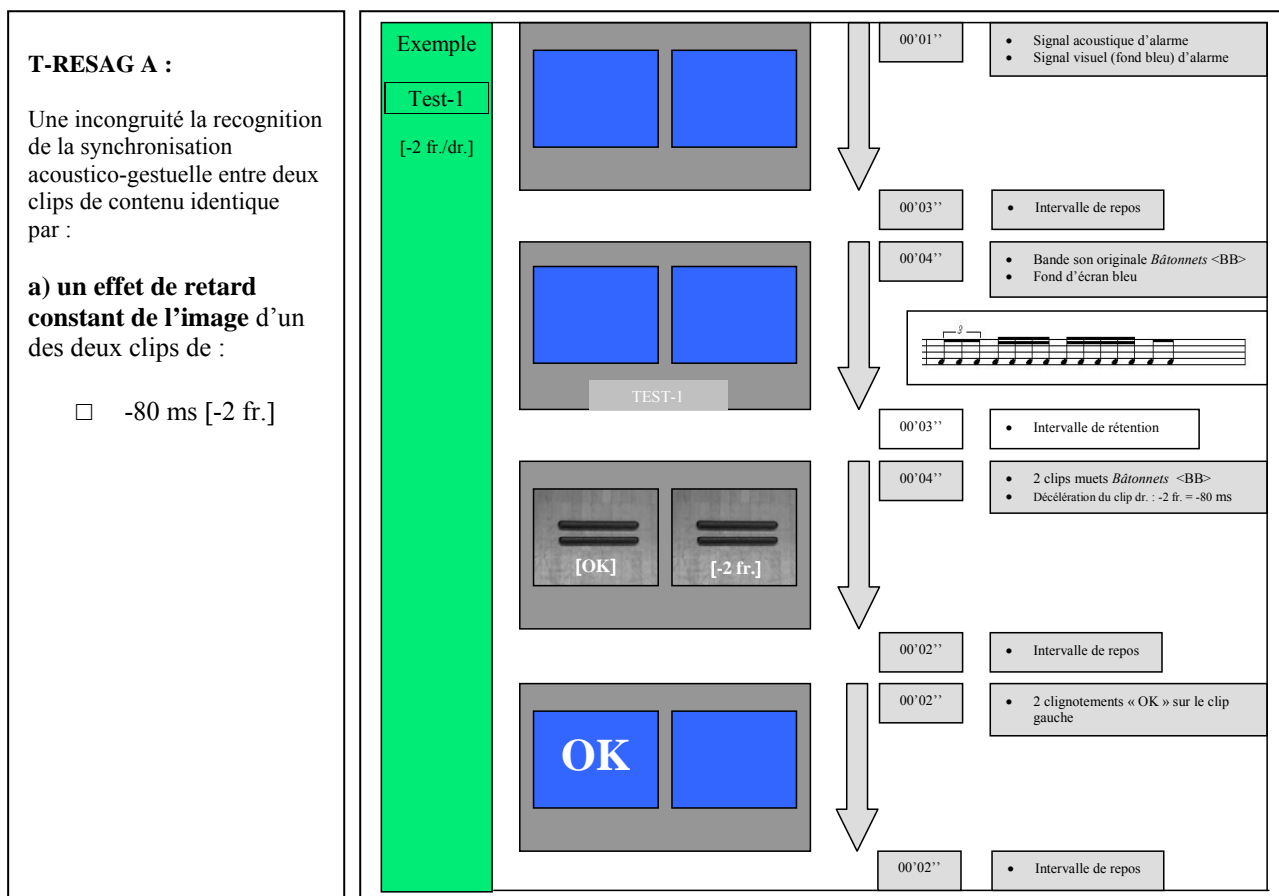 T-RESAG A :
Une incongruité la recognition
de la synchronisation
acoustico-gestuelle entre deux
clips de contenu identique
par :
a) un effet de retard
constant de l’image d’un
des deux clips de :
□ -80 ms [-2 fr.]
Exemple
Test-1
[-2 fr./dr.]
00’01’’
• Signal acoustique d’alarme
• Signal visuel (fond bleu) d’alarme
00’03’’
• Intervalle de repos
00’04’’
• Bande son originale Bâtonnets <BB>
• Fond d’écran bleu
3
TEST-1
00’03’’
• Intervalle de rétention
00’04’’
• 2 clips muets Bâtonnets <BB>
• Décélération du clip dr. : -2 fr. = -80 ms
[OK]
[-2 fr.]
00’02’’
• Intervalle de repos
00’02’’
• 2 clignotements « OK » sur le clip
gauche
OK
00’02’’
• Intervalle de repos